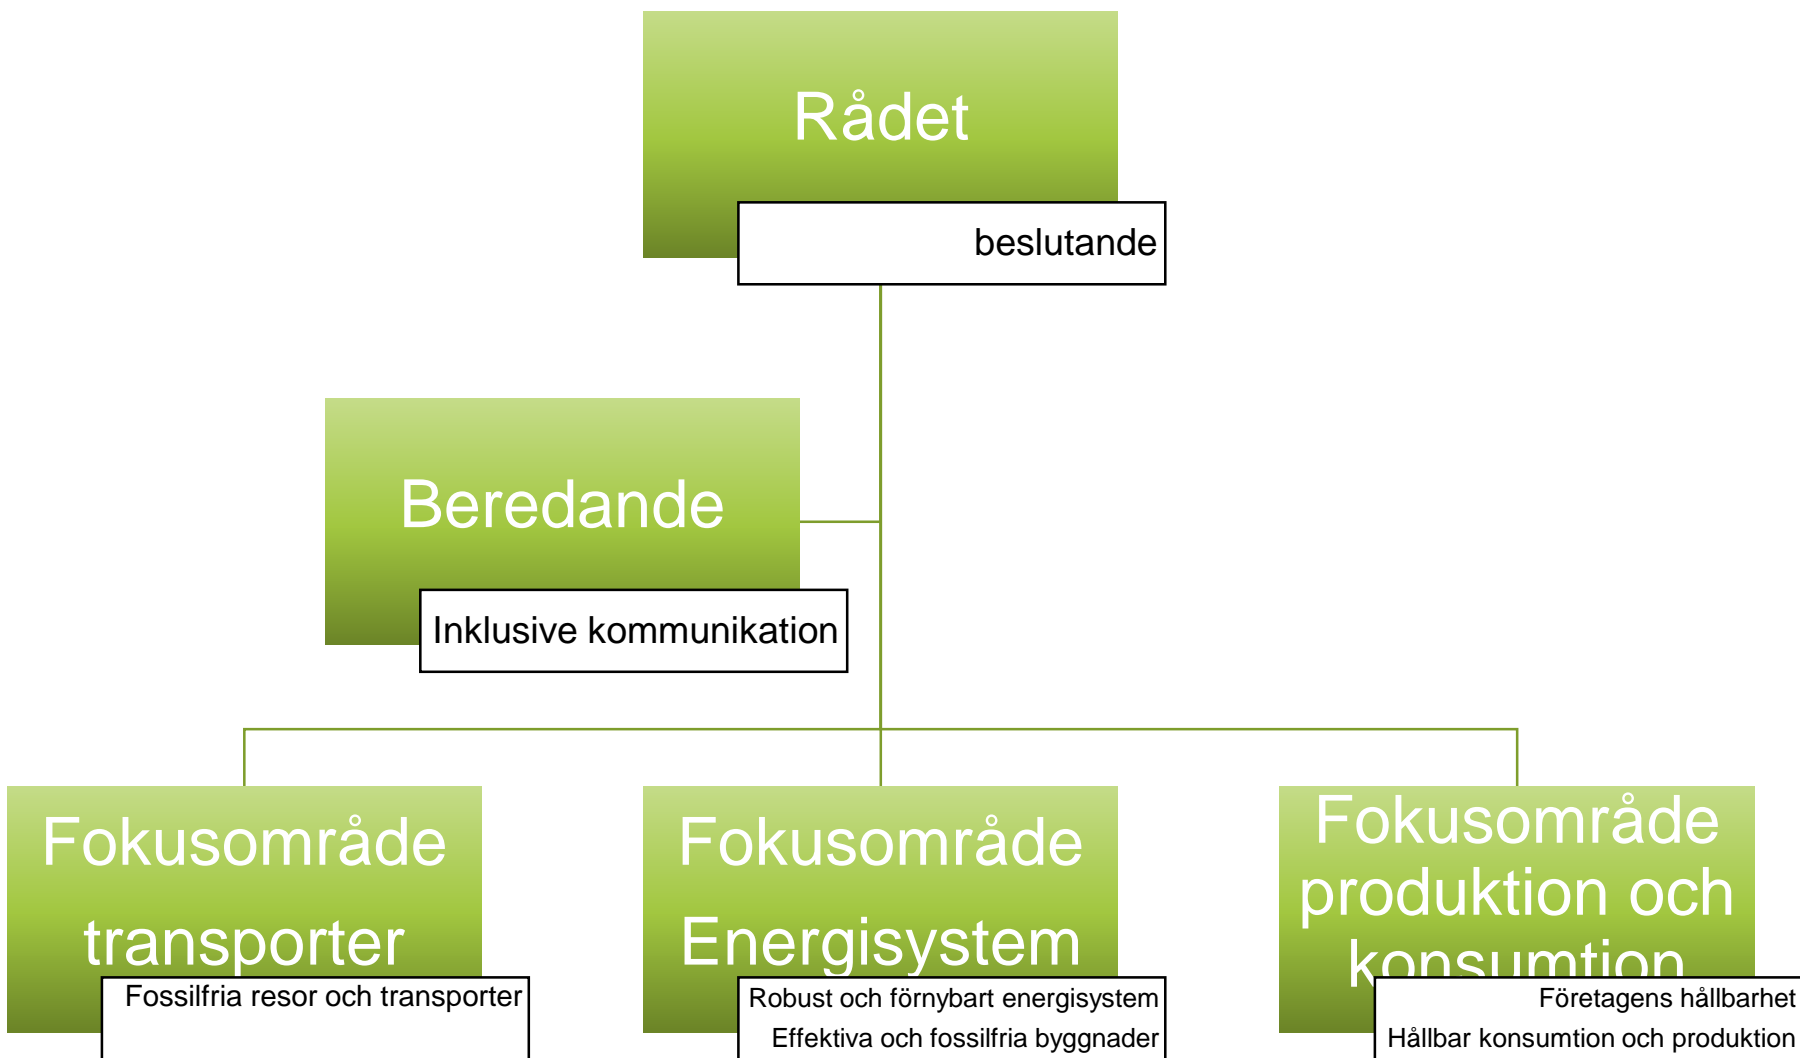 Rådet
beslutande
Beredande
Inklusive kommunikation
Fokusområde
transporter
Fossilfria resor och transporter
Fokusområde
Energisystem
Robust och förnybart energisystem
Effektiva och fossilfria byggnader
Fokusområde
produktion och
konsumtion
Företagens hållbarhet
Hållbar konsumtion och produktion